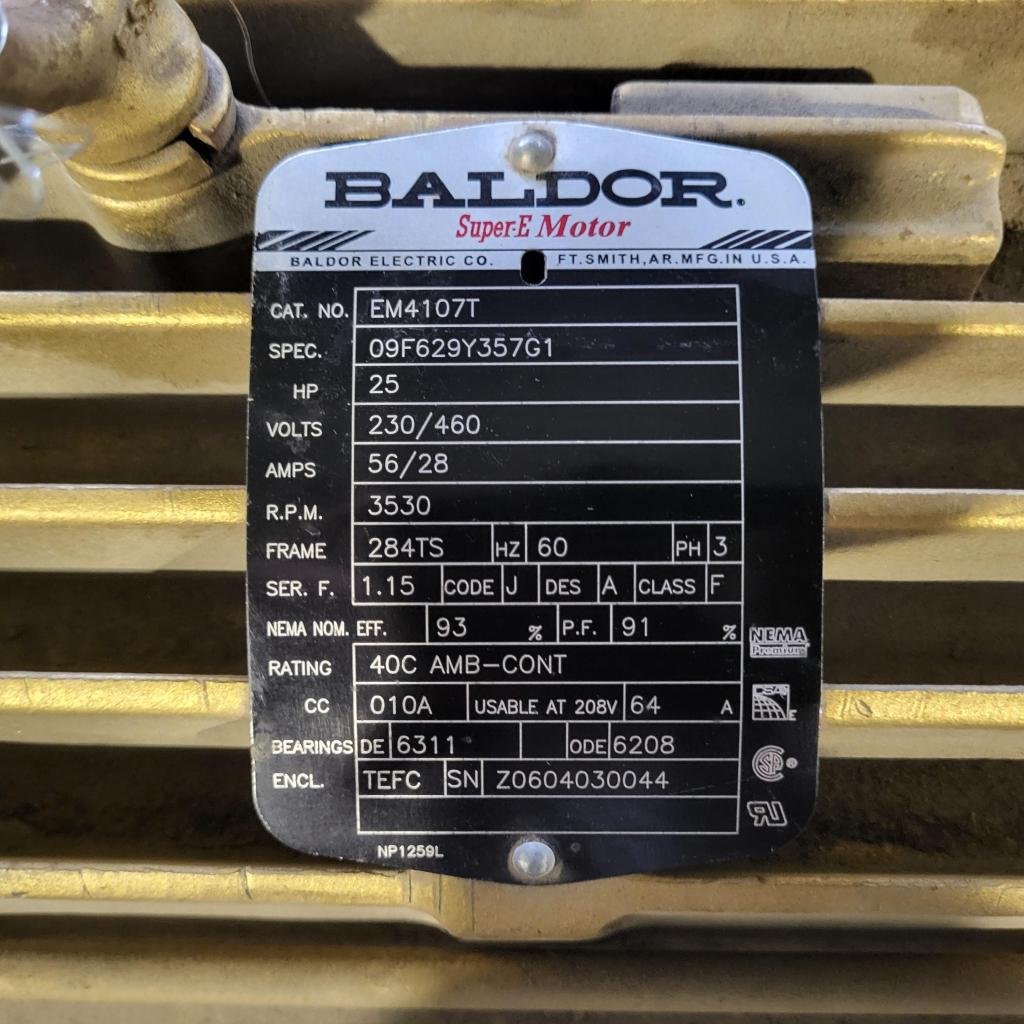 BALDOR.
Super-E Motor
BALDOR ELECTRIC CO. FT.SMITH,AR.MFG.IN U.S.A.
CAT. NO. EM4107T
SPEC. 09F629Y357G1
HP 25
VOLTS 230/460
AMPS 56/28
R.P.M. 3530
FRAME 284TS HZ 60 PH 3
SER. F. 1.15 CODE J DES A CLASS F
NEMA NOM. EFF. 93 % P.F. 91 %
NEMA
Premium
RATING 40C AMB-CONT
CC 010A USABLE AT 208V 64 A
E
BEARINGS DE 6311 ODE 6208
ENCL. TEFC SN Z0604030044
NP1259L